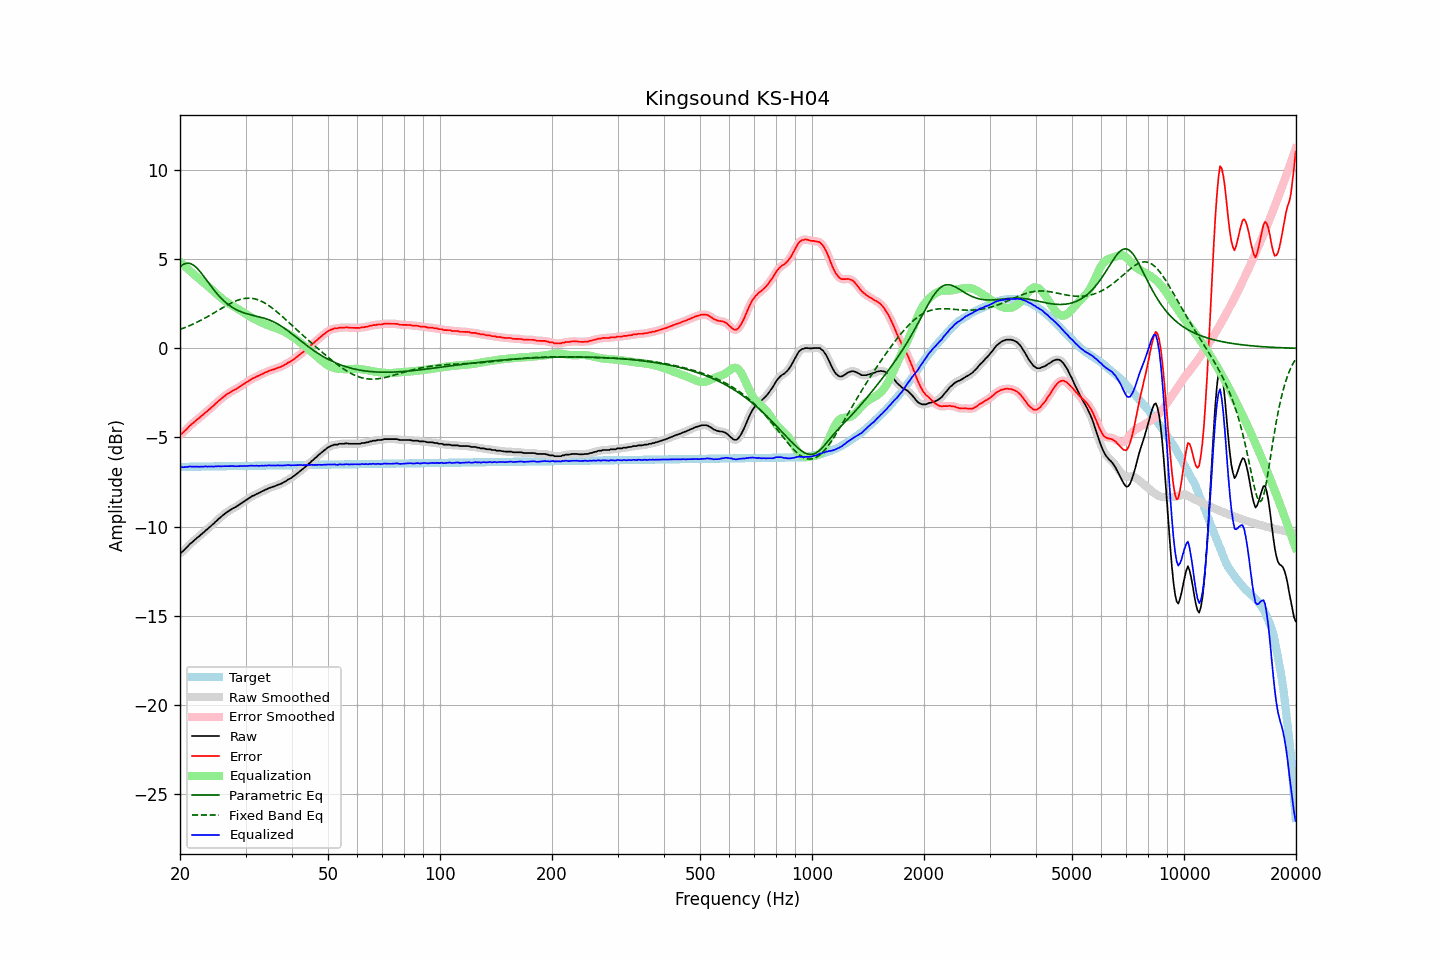 Kingsound KS-H04
Amplitude (dBr)
10
5
0
−5
−10
−15
−20
−25
Target
Raw Smoothed
Error Smoothed
Raw
Error
Equalization
Parametric Eq
Fixed Band Eq
Equalized
20 50 100 200 500 1000 2000 5000 10000 20000
Frequency (Hz)